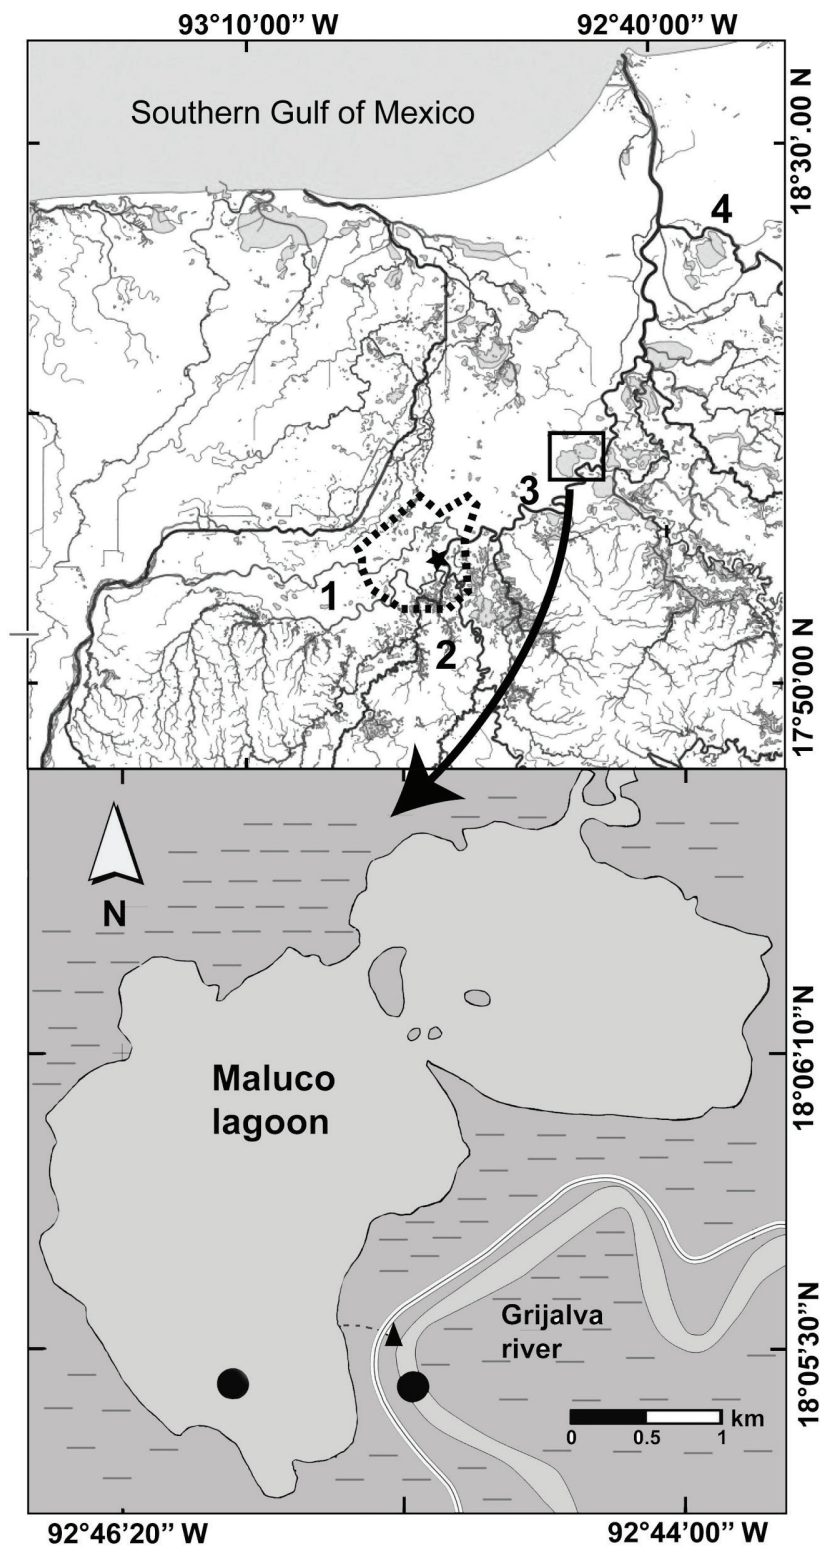 93°10’00” W
92°40’00” W
Southern Gulf of Mexico
18°30’.00 N
4
3
1
2
17°50’00 N
N
Maluco
lagoon
18°06’10”N
Grijalva
river
18°05’30”N
km
0 0.5 1
92°46’20” W
92°44’00” W